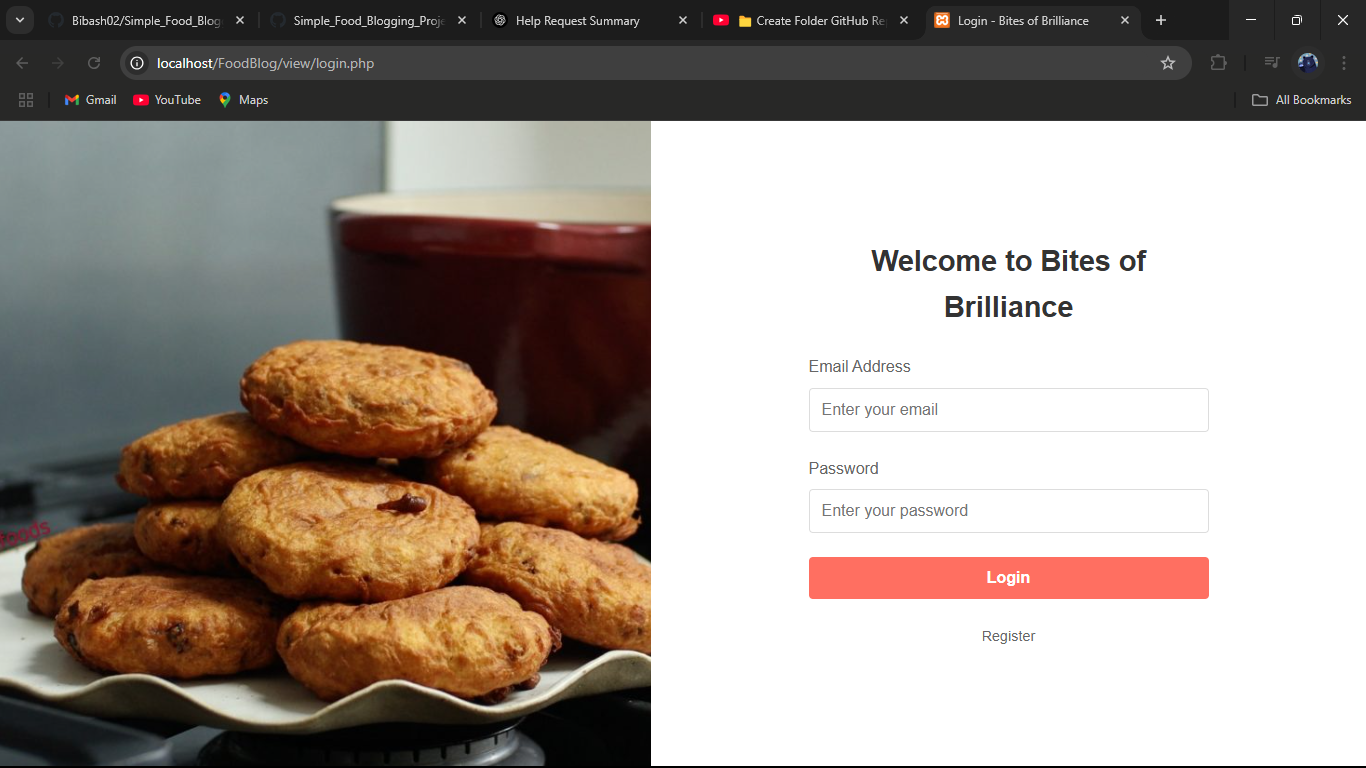 Bibash02/Simple_Food_Blog
Simple_Food_Blogging_Proje
Help Request Summary
Create Folder GitHub Re
Login - Bites of Brilliance
localhost/FoodBlog/view/login.php
Gmail
YouTube
Maps
All Bookmarks
foods
Welcome to Bites of
Brilliance
Email Address
Enter your email
Password
Enter your password
Login
Register